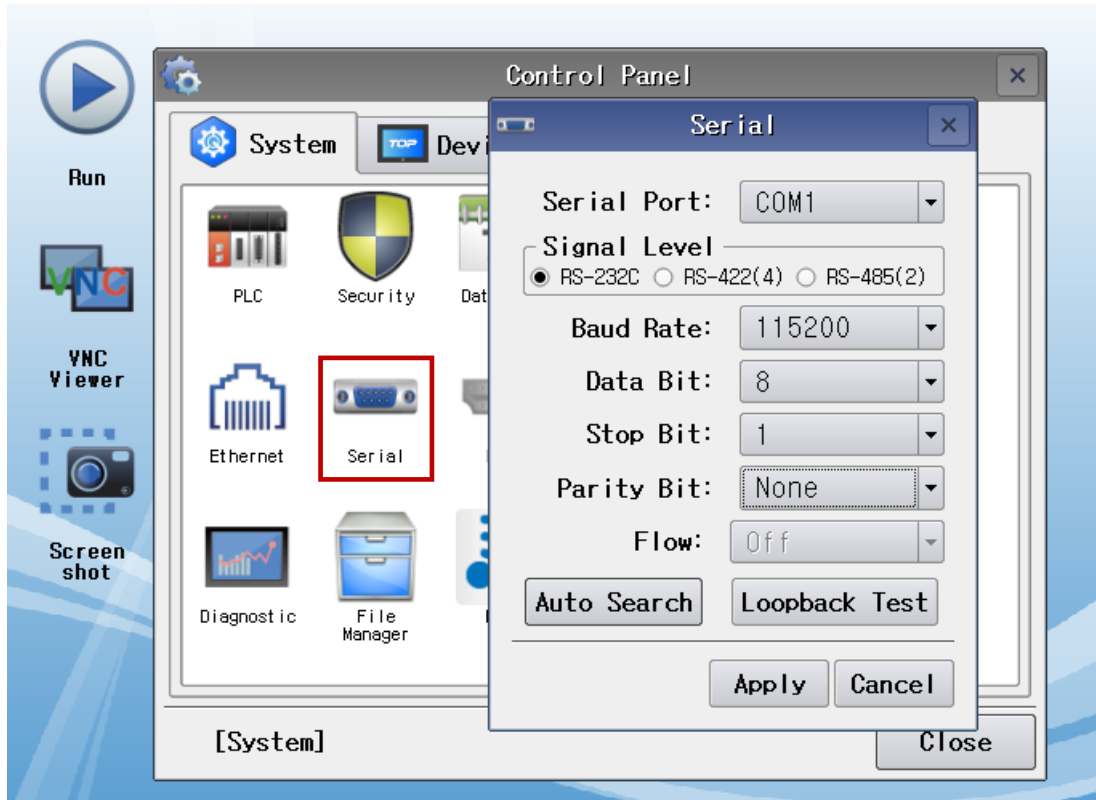 Run
VNC
VNC
Viewer
Screen
shot
Control Panel
System
TOP
PLC
Security
Ethernet
Serial
Diagnostic
File
Manager
[System]
Close
Serial
Serial Port: COM1
Signal Level
RS-232C RS-422(4) RS-485(2)
Baud Rate: 115200
Data Bit: 8
Stop Bit: 1
Parity Bit: None
Flow: Off
Auto Search Loopback Test
Apply Cancel